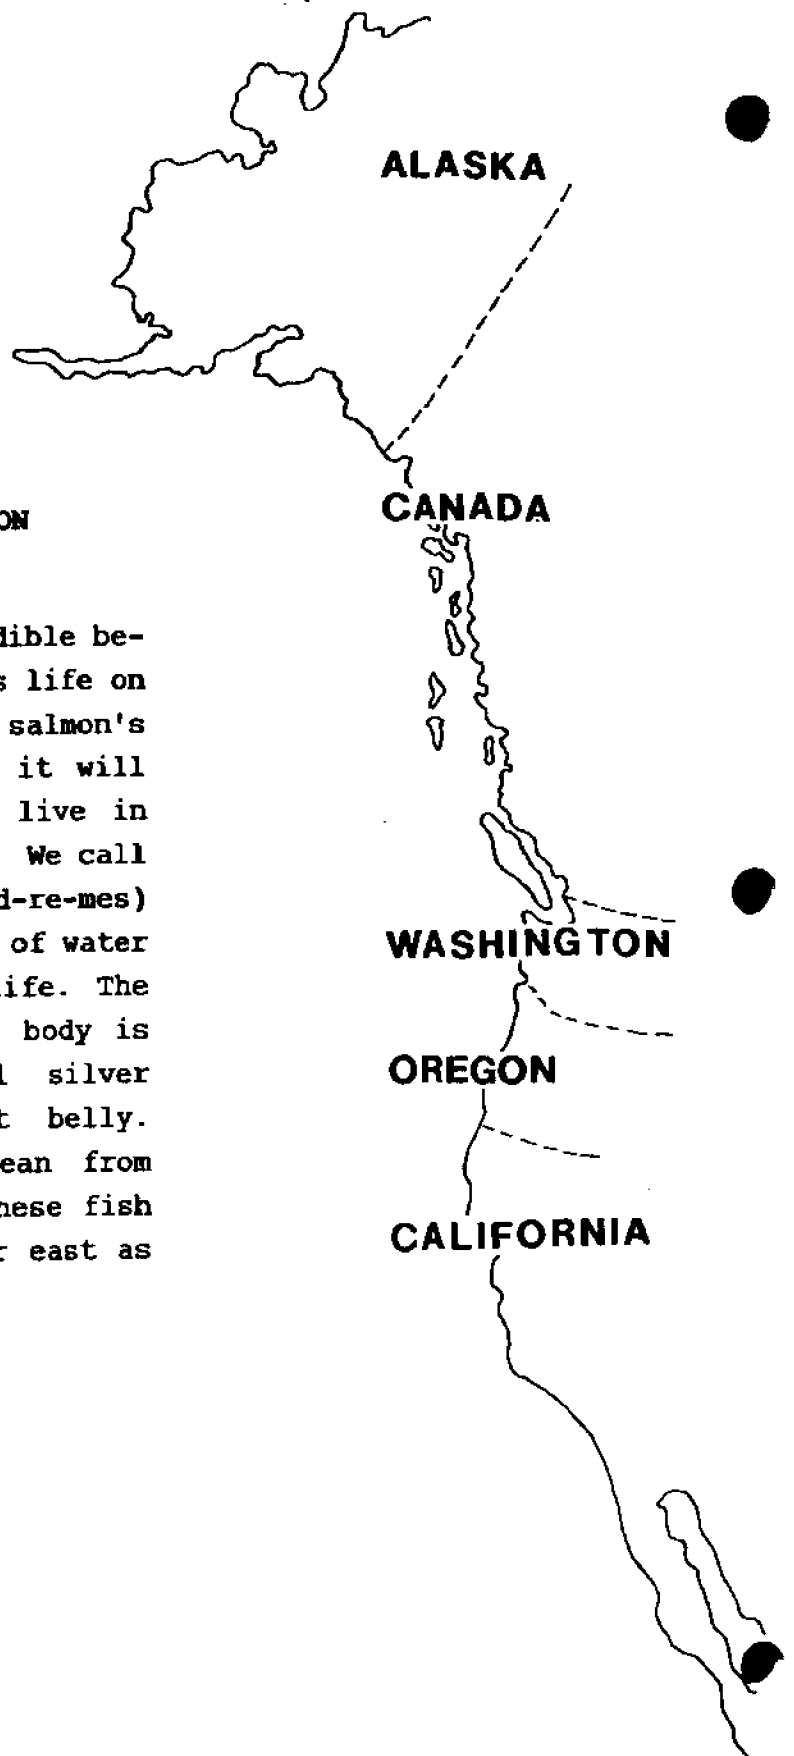 ALASKA
CANADA
WASHINGTON
OREGON
CALIFORNIA
ON
dible be-
s life on
salmon's
it will
live in
We call
d-re-mes)
of water
life. The
body is
l silver
t belly.
ean from
hese fish
r east as